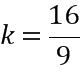 k = 16/9